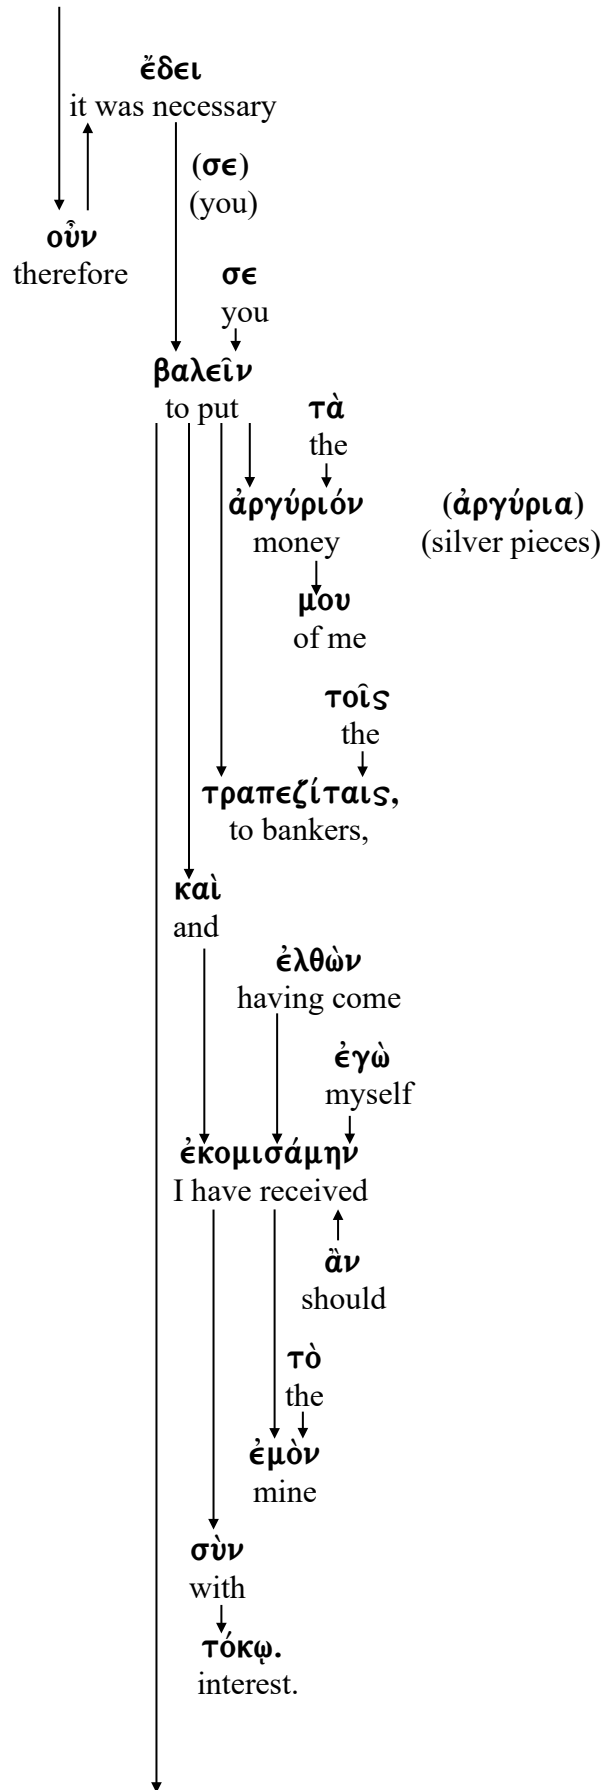 ἔδει
it was necessary
(σε)
(you)
οὖν
therefore
σε
you
βαλεῖν
to put
τὰ
the
ἀργύριόν (ἀργύρια)
money (silver pieces)
μου
of me
τοῖς
the
τραπεζίταις,
to bankers,
καὶ
and
ἐλθὼν
having come
ἐγὼ
myself
ἐκομισάμην
I have received
ἂν
should
τὸ
the
ἐμὸν
mine
σὺν
with
τόκῳ.
interest.